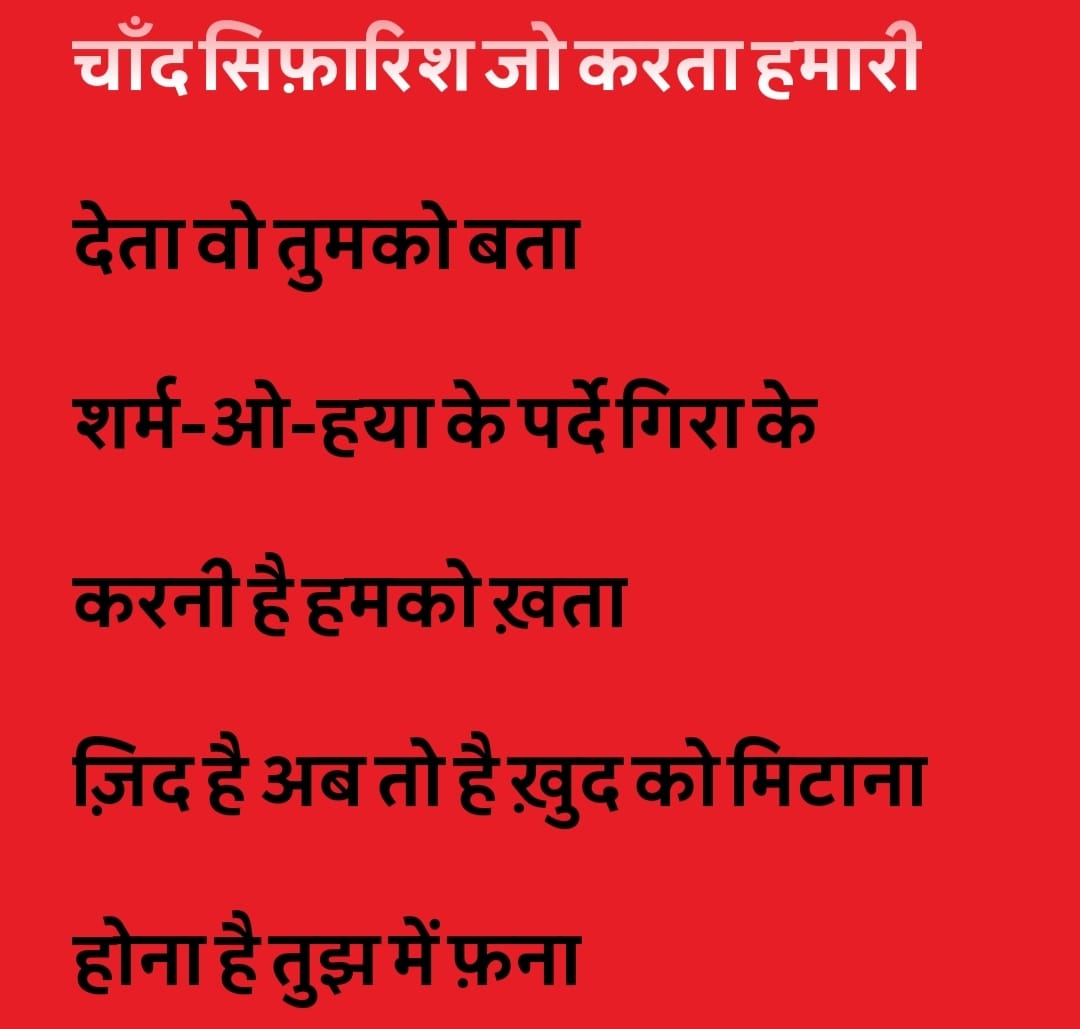 चाँद सिफ़ारिश जो करता हमारी
देता वो तुमको बता
शर्म-ओ-हया के पर्दे गिरा के
करनी है हमको ख़ता
ज़िद है अब तो है ख़ुद को मिटाना
होना है तुझ में फ़ना